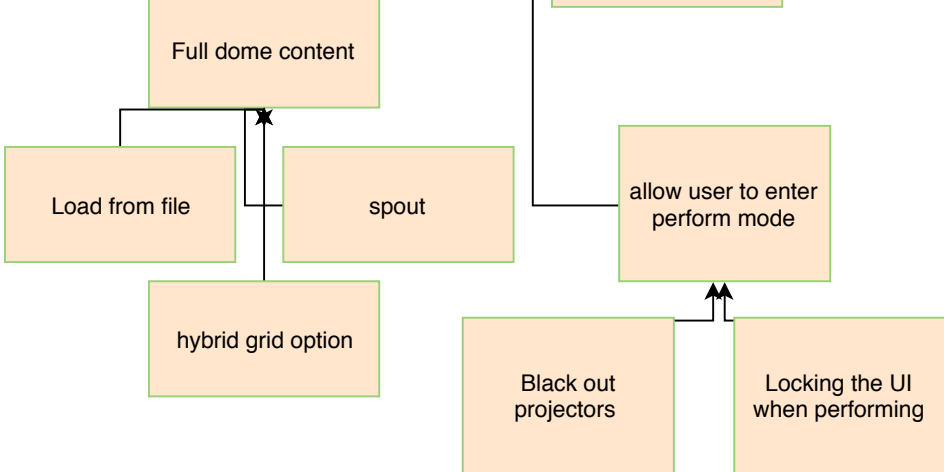 Full dome content
Load from file
spout
allow user to enter
perform mode
hybrid grid option
Black out
projectors
Locking the UI
when performing